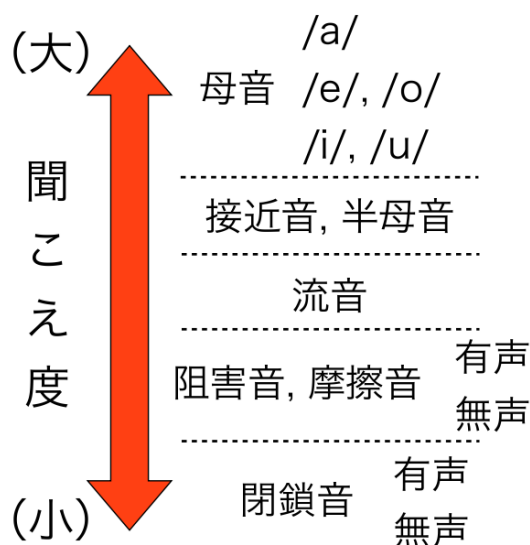 (大)
聞こえ度
(小)
/a/
母音 /e/, /o/
/i/, /u/
接近音, 半母音
流音
阻害音, 摩擦音 有声
無声
閉鎖音 有声
無声